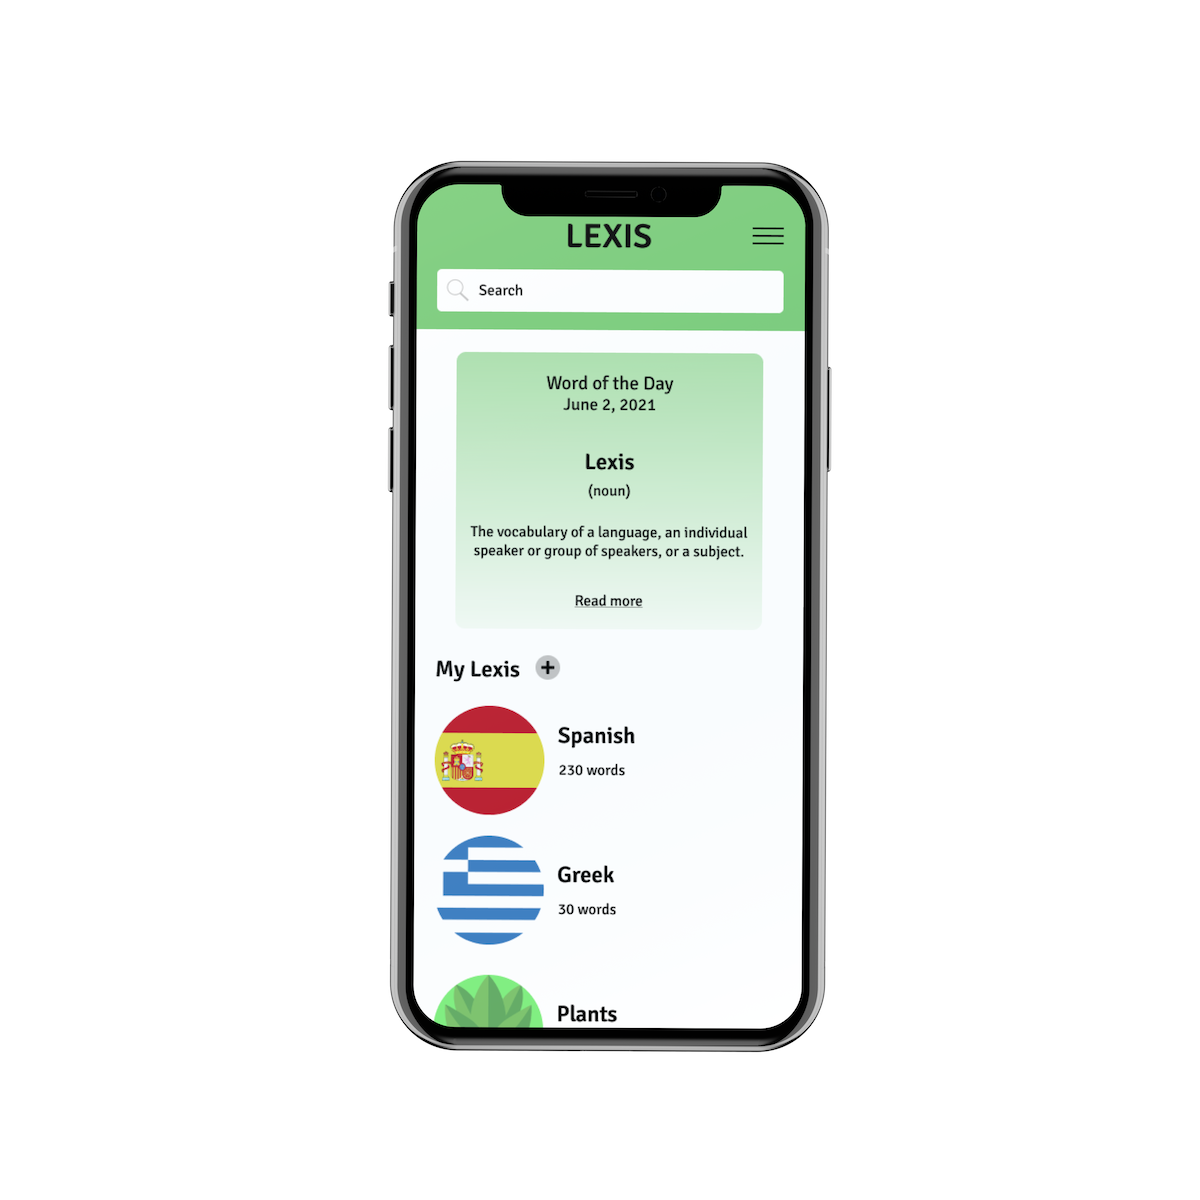 LEXIS
Search
Word of the Day
June 2, 2021
Lexis
(noun)
The vocabulary of a language, an individual
speaker or group of speakers, or a subject.
Read more
My Lexis +
Spanish
230 words
Greek
30 words
Plants